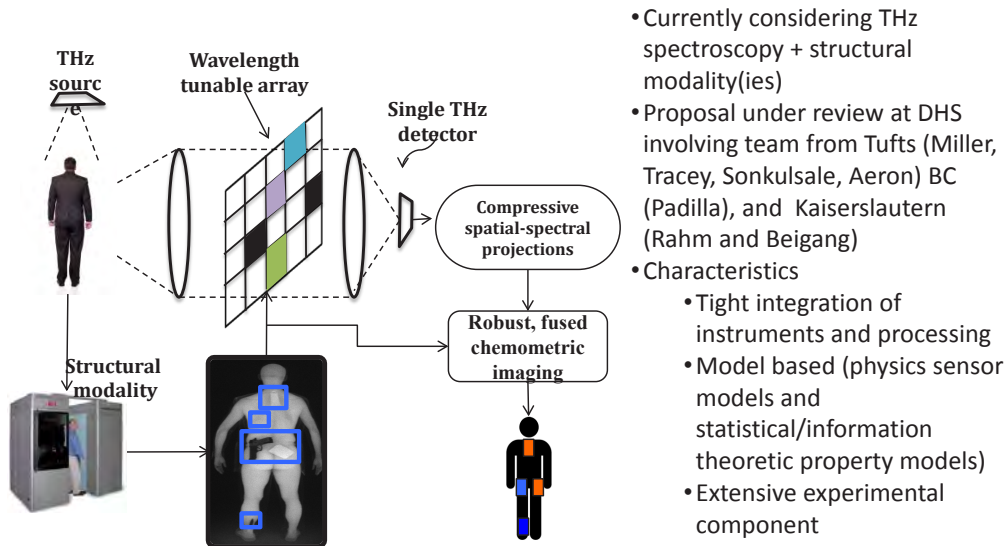 THz
source
Wavelength
tunable array
Single THz
detector
Compressive
spatial-spectral
projections
Robust, fused
chemometric
imaging
Structural
modality
• Currently considering THz
spectroscopy + structural
modality(ies)
• Proposal under review at DHS
involving team from Tufts (Miller,
Tracey, Sonkulsale, Aeron) BC
(Padilla), and Kaiserslautern
(Rahm and Beigang)
• Characteristics
• Tight integration of
instruments and processing
• Model based (physics sensor
models and
statistical/information
theoretic property models)
• Extensive experimental
component